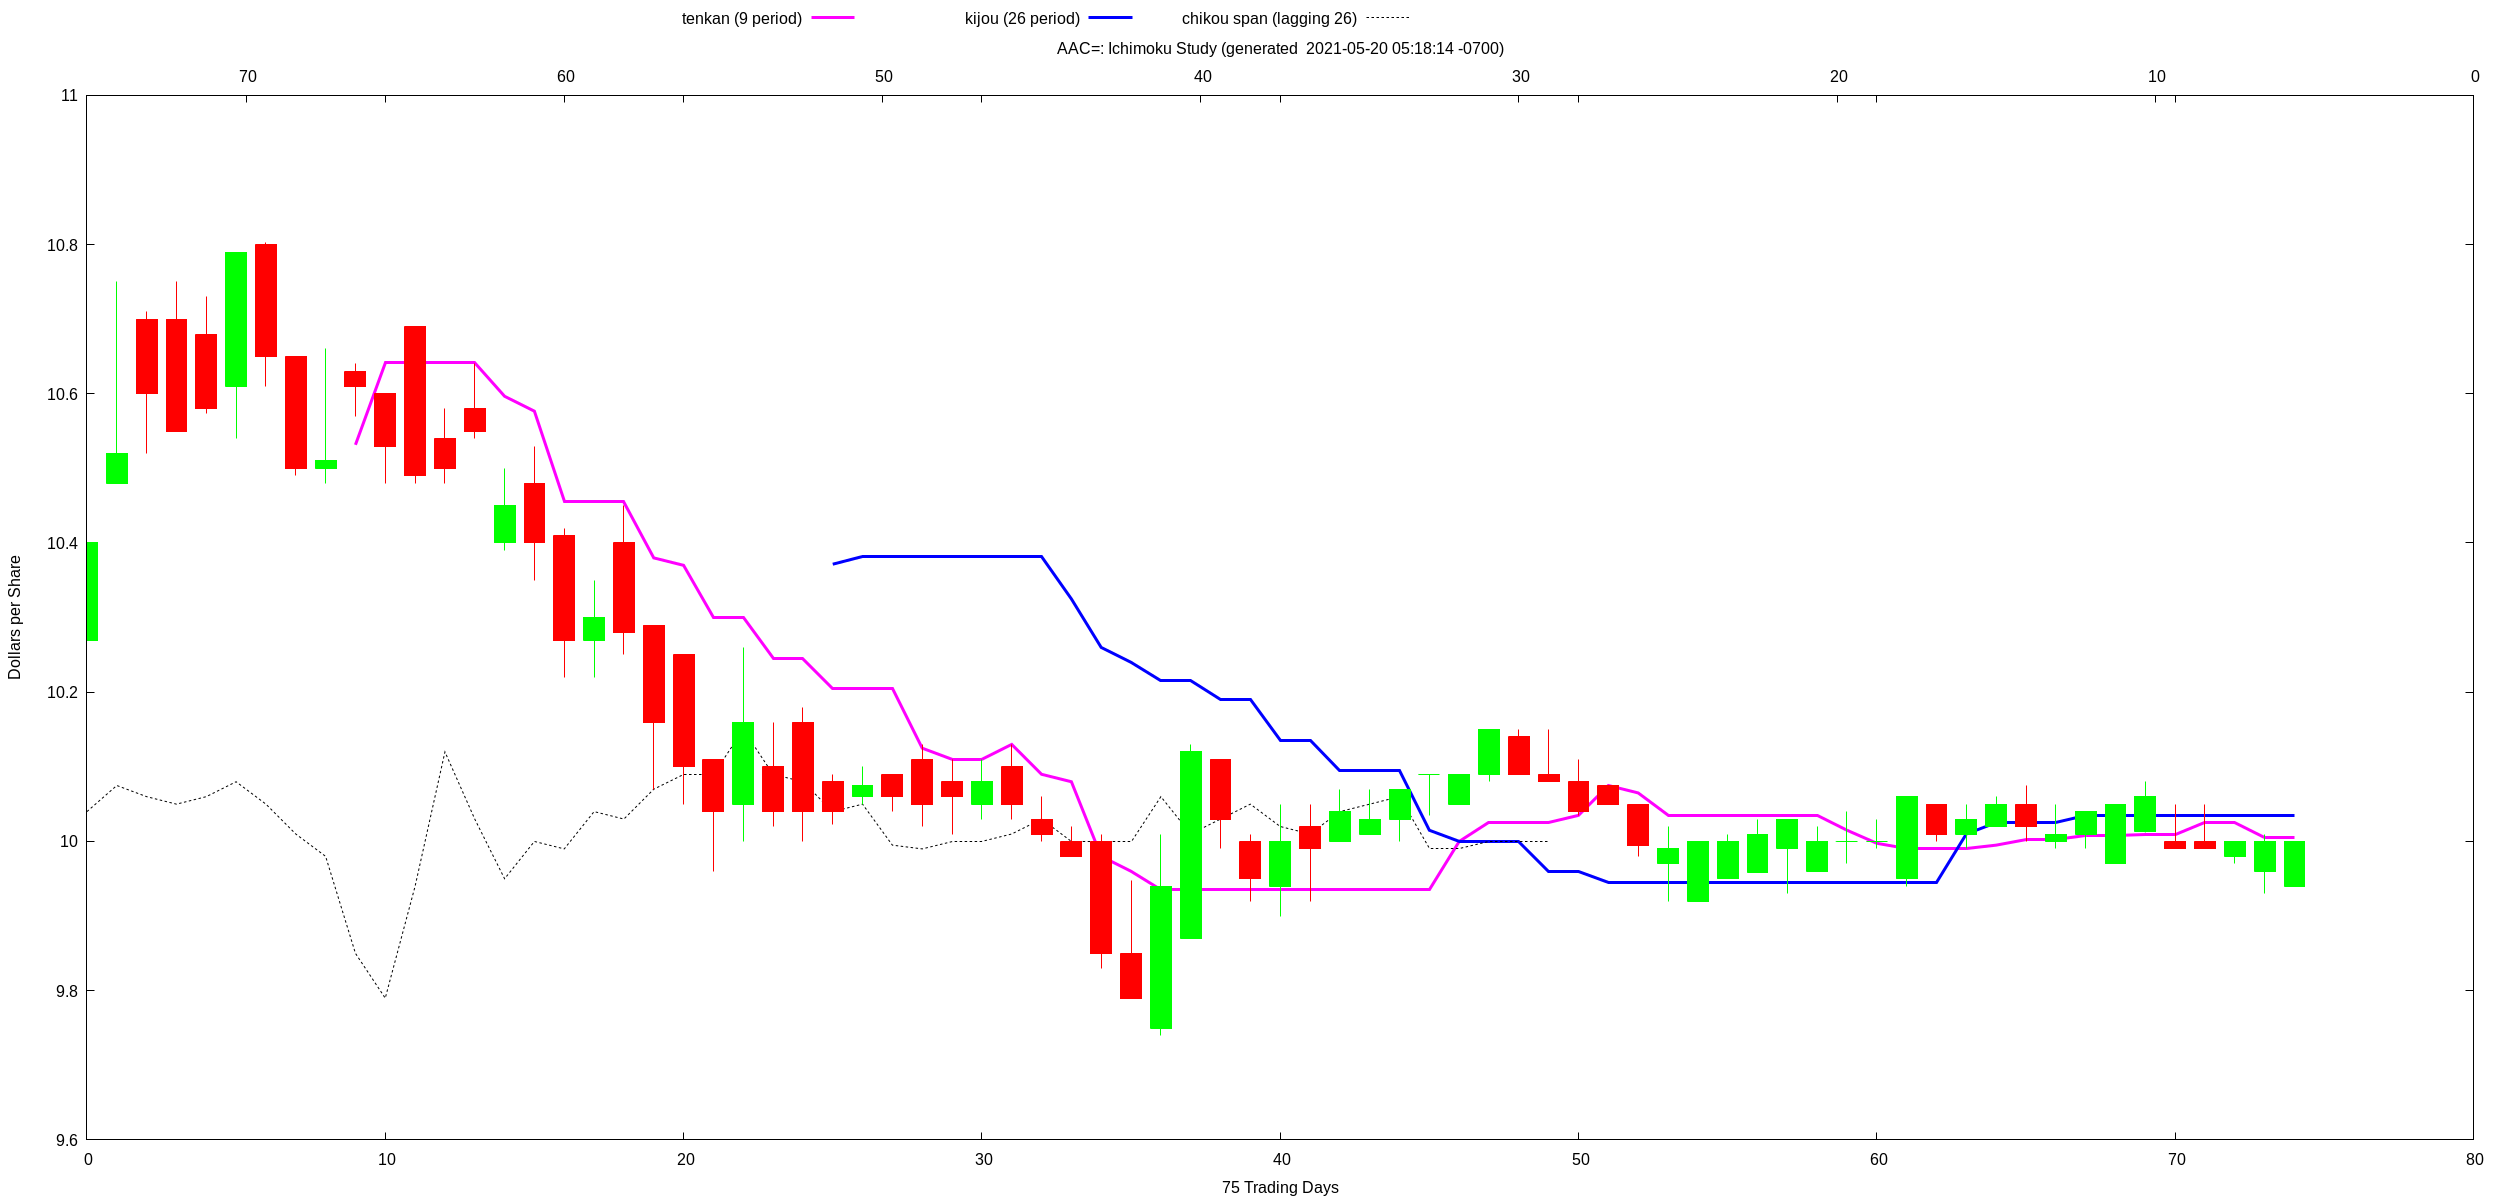 tenkan (9 period) kijou (26 period) chikou span (lagging 26)
AAC=: Ichimoku Study (generated  2021-05-20 05:18:14 -0700)
70 60 50 40 30 20 10 0
11
10.8
10.6
10.4
10.2
10
9.8
9.6
Dollars per Share
0 10 20 30 40 50 60 70 80
75 Trading Days